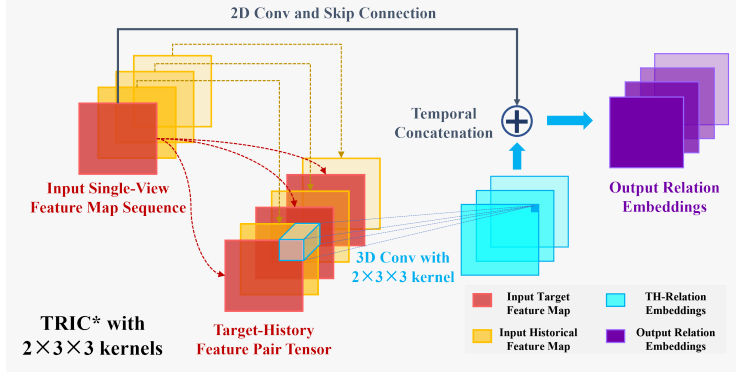 2D Conv and Skip Connection
Temporal
Concatenation
Input Single-View
Feature Map Sequence
Output Relation
Embeddings
3D Conv with
2×3×3 kernel
TRIC* with
2×3×3 kernels
Target-History
Feature Pair Tensor
Input Target
Feature Map
TH-Relation
Embeddings
Input Historical
Feature Map
Output Relation
Embeddings